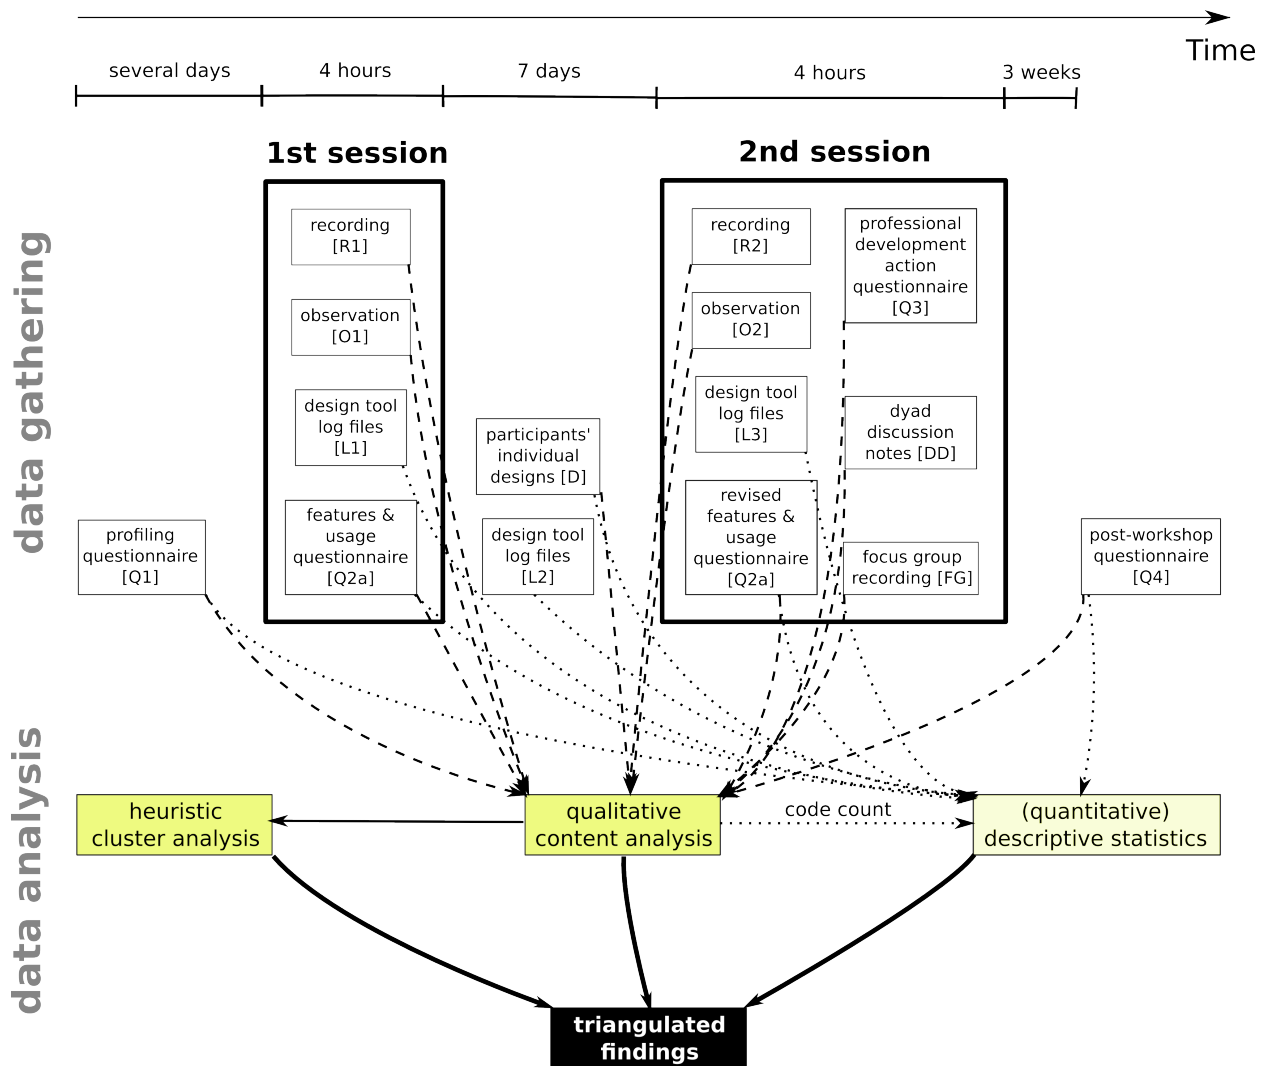 Time
several days
4 hours
7 days
4 hours
3 weeks
1st session
2nd session
data gathering
recording
[R1]
observation
[O1]
design tool
log files
[L1]
features &
usage
questionnaire
[Q2a]
profiling
questionnaire
[Q1]
participants'
individual
designs [D]
design tool
log files
[L2]
recording
[R2]
observation
[O2]
design tool
log files
[L3]
revised
features &
usage
questionnaire
[Q2a]
professional
development
action
questionnaire
[Q3]
dyad
discussion
notes [DD]
focus group
recording [FG]
post-workshop
questionnaire
[Q4]
data analysis
heuristic
cluster analysis
qualitative
content analysis
code count
(quantitative)
descriptive statistics
triangulated
findings